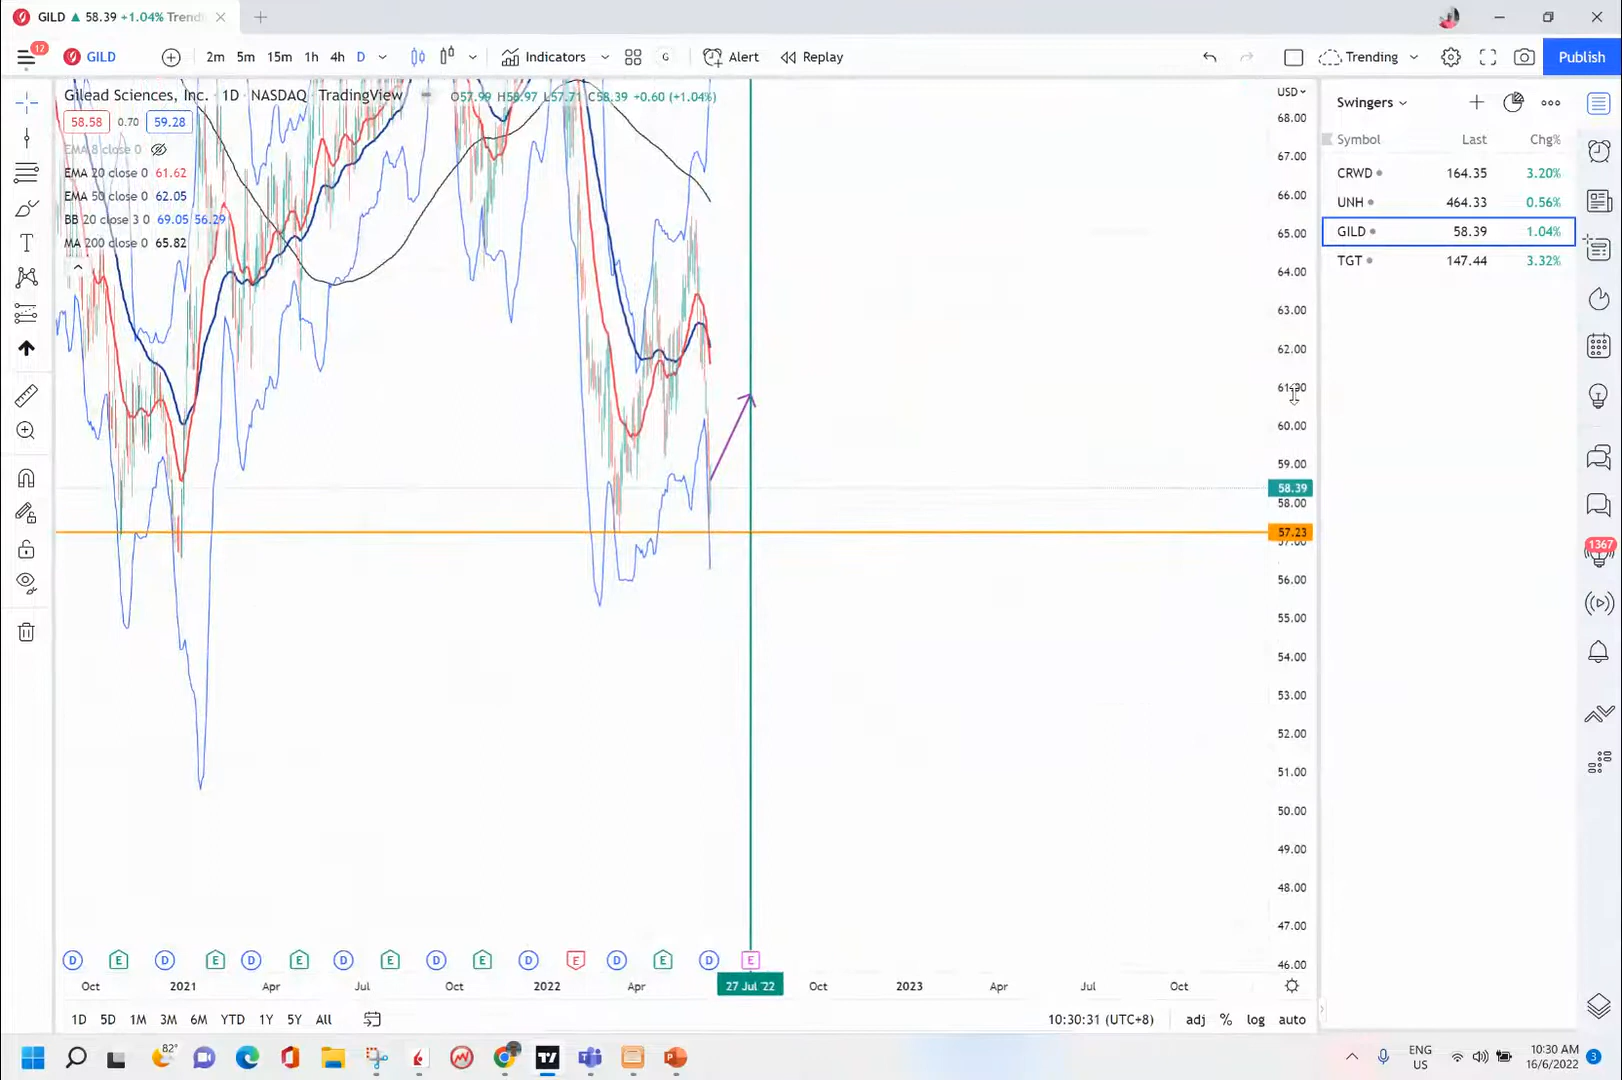 GILD ▲ 58.39 +1.04% Trend
12
GILD 2m 5m 15m 1h 4h D Indicators G Alert Replay Trending Publish
Gilead Sciences, Inc. · 1D · NASDAQ · TradingView O57.99 H58.97 L57.71 C58.39 +0.60 (+1.04%)
58.58 0.70 59.28
EMA 8 close 0
EMA 20 close 0 61.62
EMA 50 close 0 62.05
BB 20 close 3 0 69.05 56.29
MA 200 close 0 65.82
USD
68.00
67.00
66.00
65.00
64.00
63.00
62.00
61.00
60.00
59.00
58.39
58.00
57.23
57.00
56.00
55.00
54.00
53.00
52.00
51.00
50.00
49.00
48.00
47.00
46.00
Swingers
Symbol Last Chg%
CRWD 164.35 3.20%
UNH 464.33 0.56%
GILD 58.39 1.04%
TGT 147.44 3.32%
1367
D E D E D E D E D E D E D E D E
Oct 2021 Apr Jul Oct 2022 Apr 27 Jul '22 Oct 2023 Apr Jul Oct
1D 5D 1M 3M 6M YTD 1Y 5Y All 10:30:31 (UTC+8) adj % log auto
82°
ENG
US
10:30 AM
16/6/2022
3